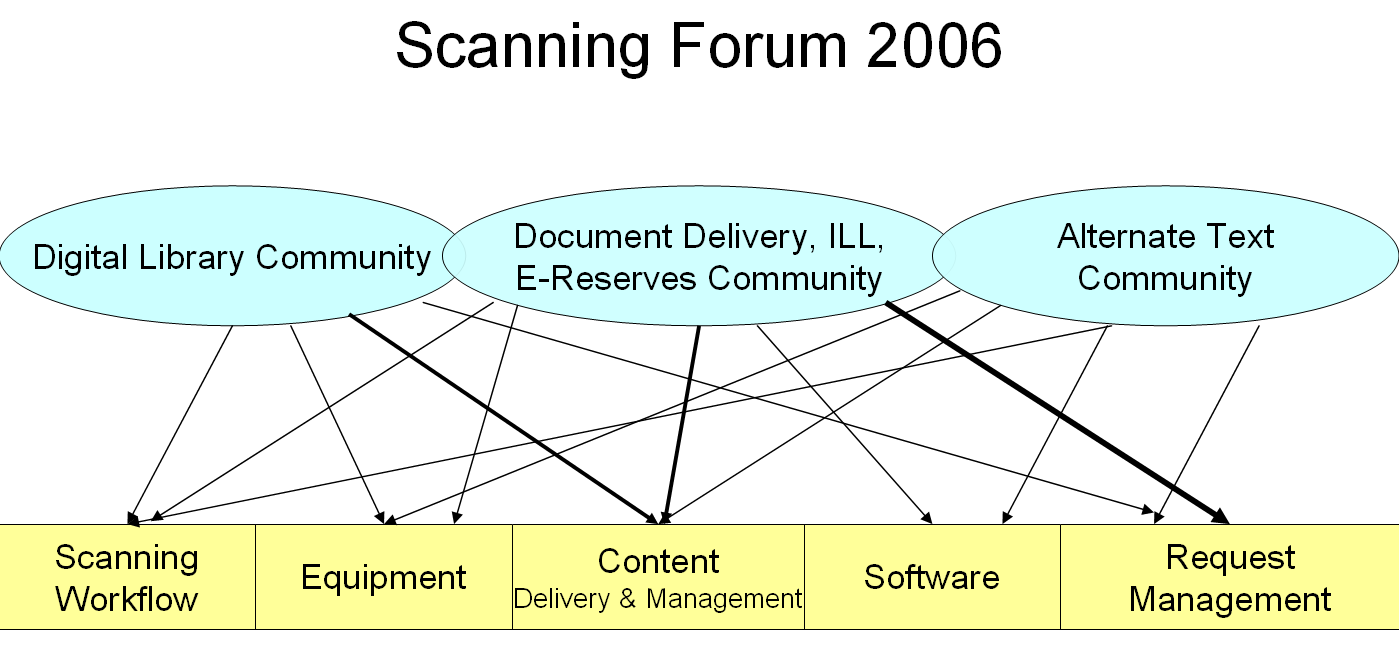 Scanning Forum 2006
Digital Library Community
Document Delivery, ILL,
E-Reserves Community
Alternate Text
Community
Scanning
Workflow
Equipment
Content
Delivery & Management
Software
Request
Management